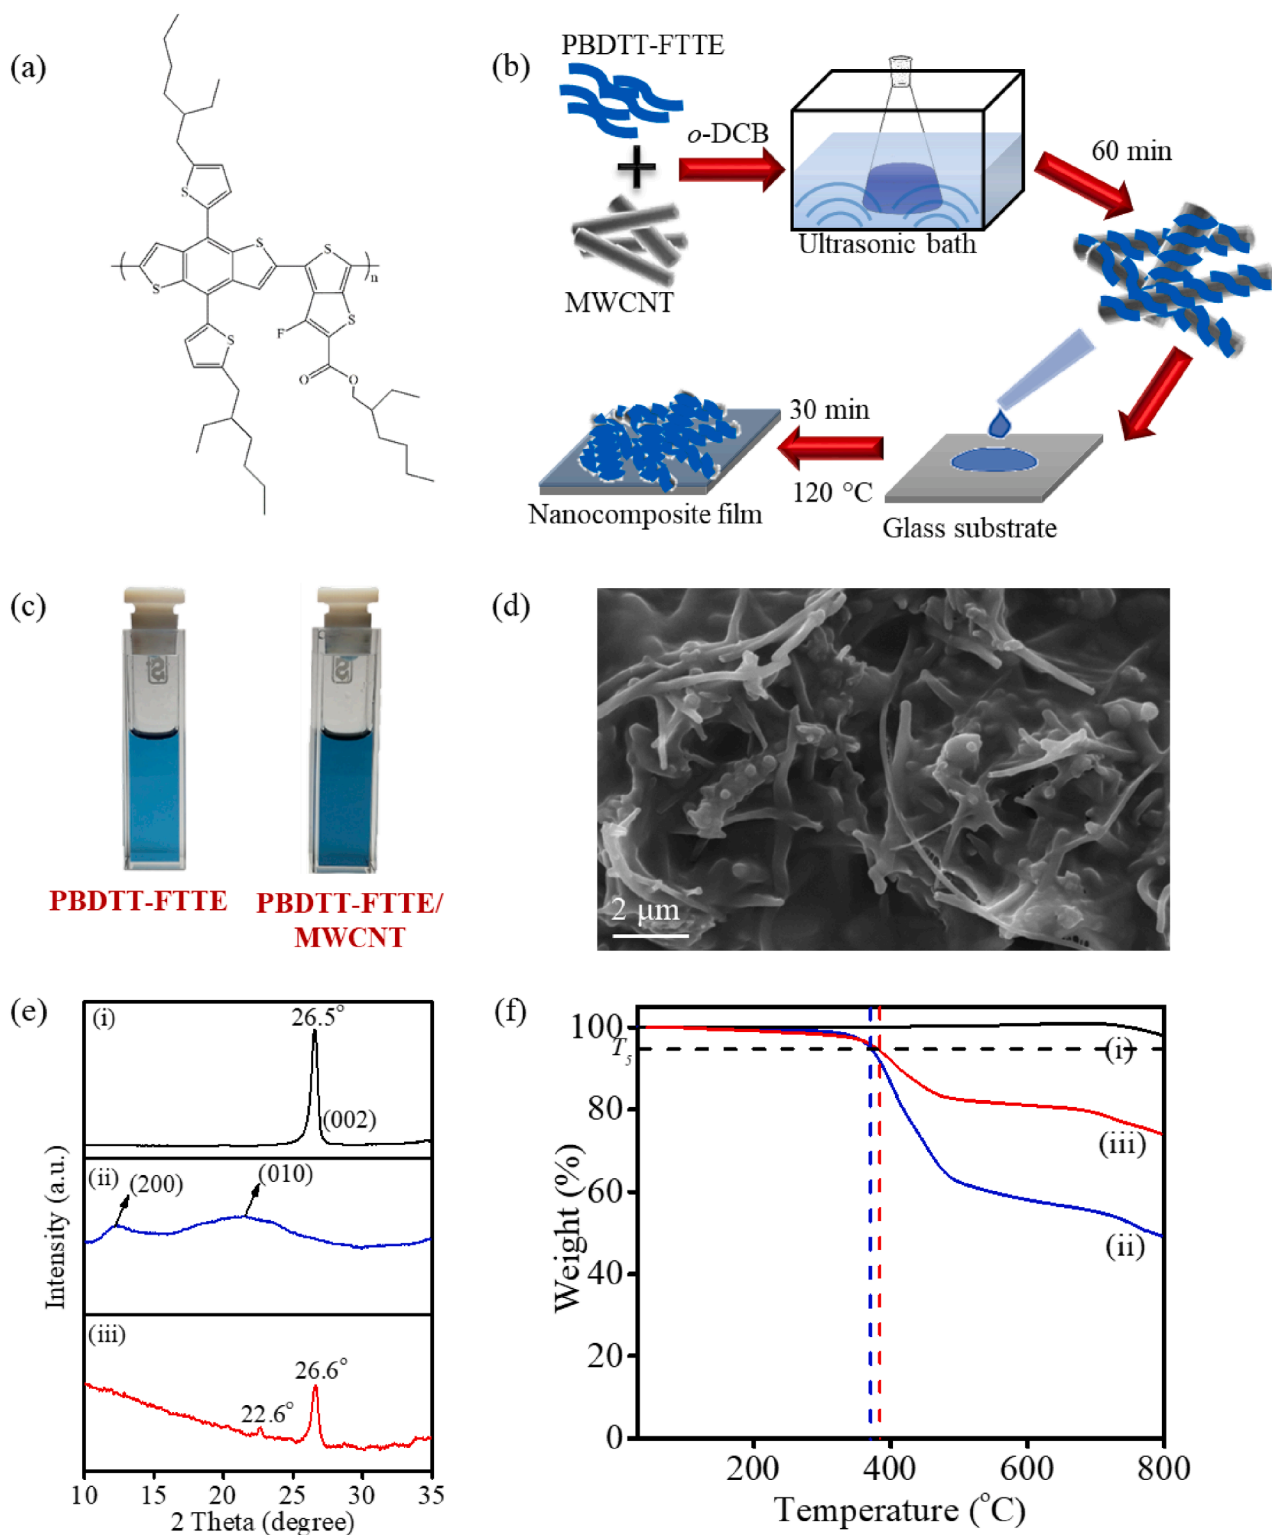 (a)
S
S
S
S
S
S
F
O
O
n
(b)
PBDTT-FTTE
+
MWCNT
o-DCB
Ultrasonic bath
60 min
30 min
120 °C
Nanocomposite film
Glass substrate
(c)
PBDTT-FTTE
PBDTT-FTTE/
MWCNT
(d)
2 μm
(e)
(i)
26.5°
(002)
(ii)
(200)
(010)
(iii)
26.6°
22.6°
10 15 20 25 30 35
2 Theta (degree)
Intensity (a.u.)
(f)
100
T5
80
60
40
20
0
(i)
(iii)
(ii)
200 400 600 800
Temperature (°C)
Weight (%)